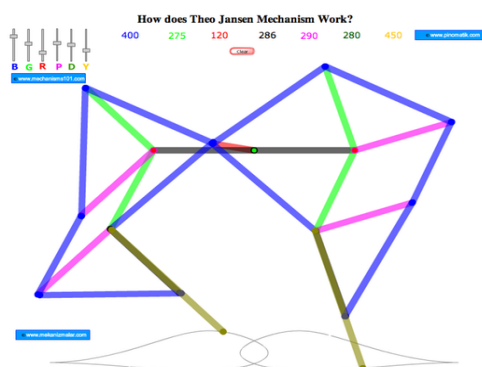 How does Theo Jansen Mechanism Work?
400 275 120 286 290 280 450
www.pinomatik.com
Clear
B G R P D Y
www.mechanisms101.com
www.mekanizmalar.com